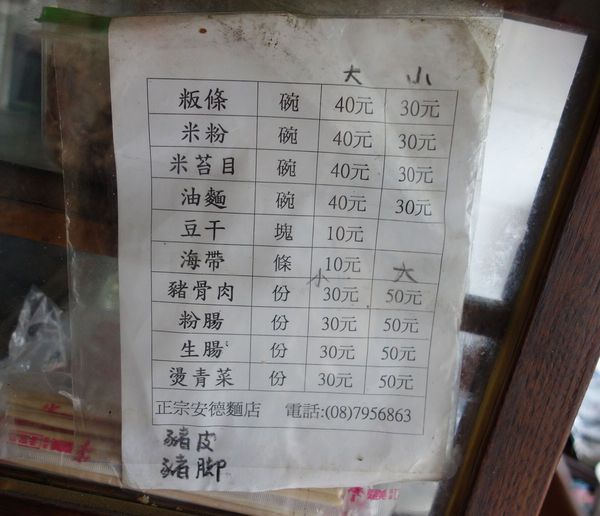 大 小
粄條 碗 40元 30元
米粉 碗 40元 30元
米苔目 碗 40元 30元
油麵 碗 40元 30元
豆干 塊 10元
海帶 條 10元
小 大
豬骨肉 份 30元 50元
粉腸 份 30元 50元
生腸 份 30元 50元
燙青菜 份 30元 50元
正宗安德麵店 電話:(08)7956863
豬皮
豬脚